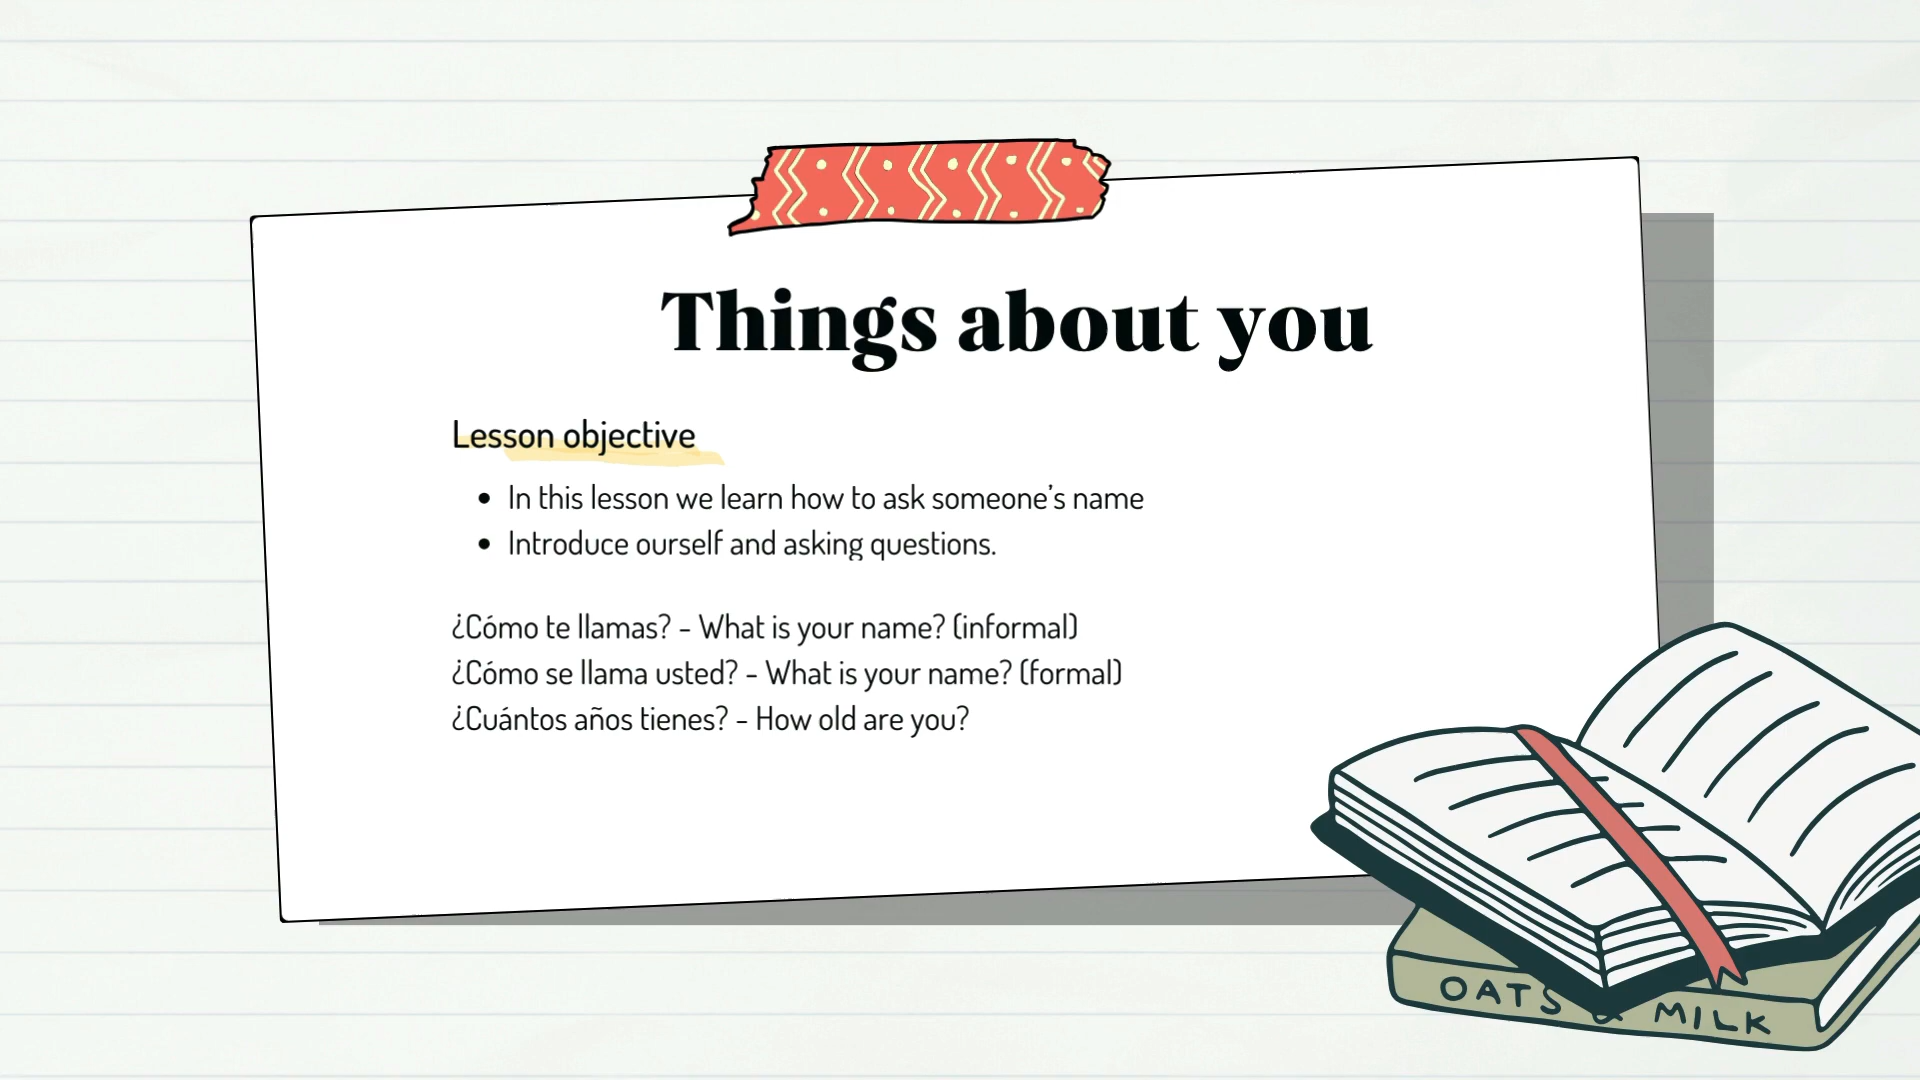 Things about you
Lesson objective
In this lesson we learn how to ask someone's name
Introduce ourself and asking questions.
¿Cómo te llamas? - What is your name? (informal)
¿Cómo se llama usted? - What is your name? (formal)
¿Cuántos años tienes? - How old are you?
OATS & MILK